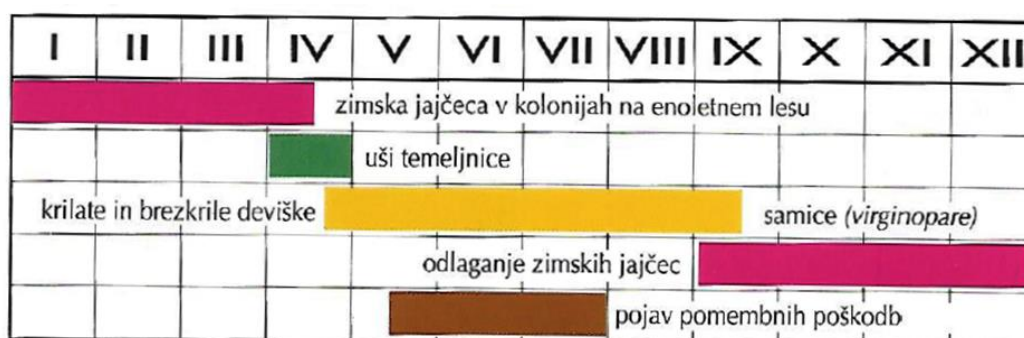 I II III IV V VI VII VIII IX X XI XII
zimska jajčeca v kolonijah na enoletnem lesu
uši temeljnice
krilate in brezkrile deviške samice (virginopare)
odlaganje zimskih jajčec
pojav pomembnih poškodb